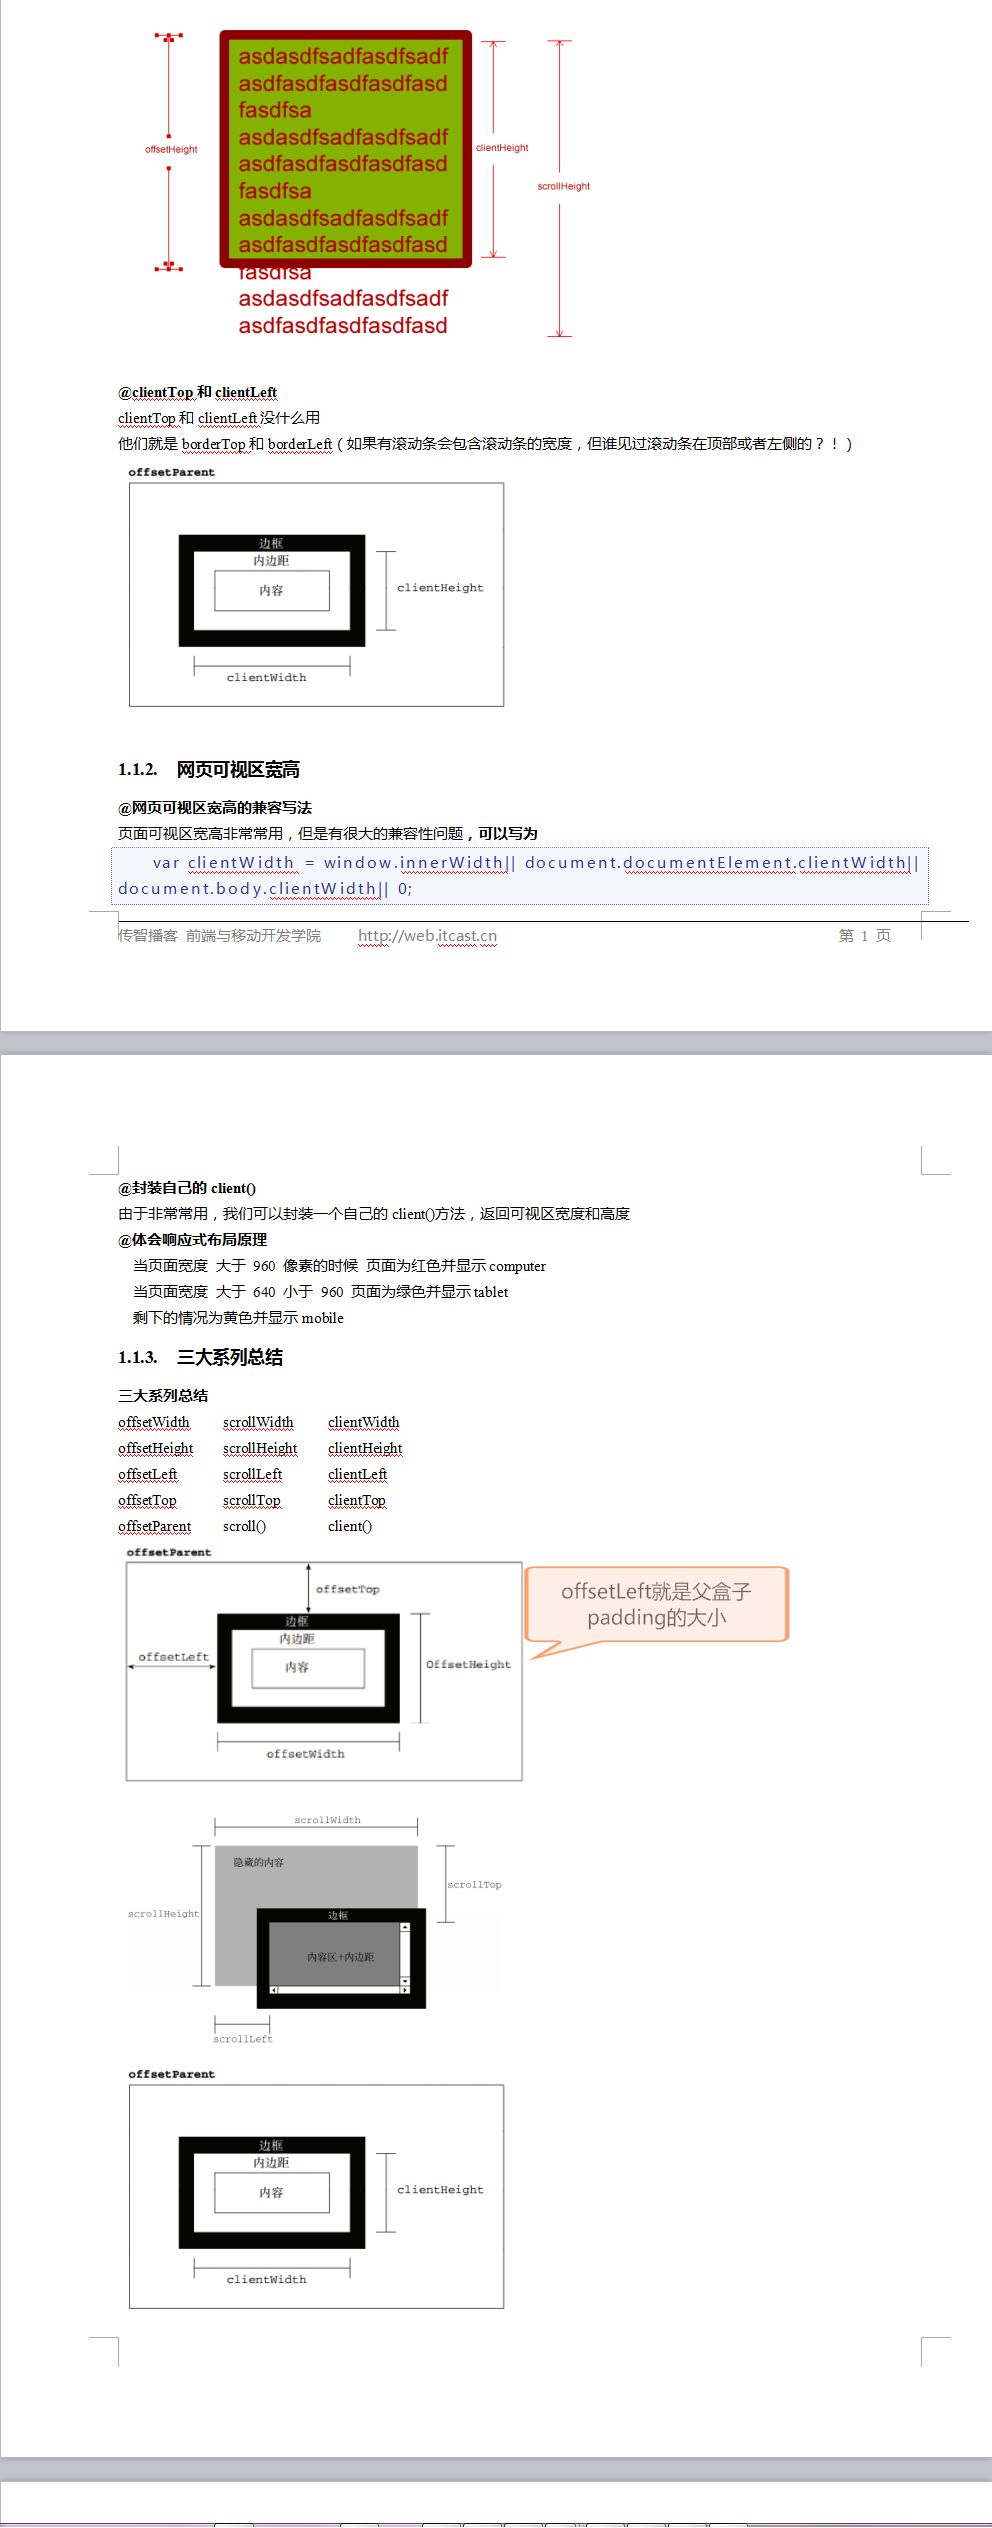 asdasdfsadfasdfsadf
asdfasdfasdfasdfasd
fasdfsa
asdasdfsadfasdfsadf
asdfasdfasdfasdfasd
fasdfsa
asdasdfsadfasdfsadf
asdfasdfasdfasdfasd
fasdfsa
asdasdfsadfasdfsadf
asdfasdfasdfasdfasd
offsetHeight
clientHeight
scrollHeight
@clientTop 和 clientLeft
clientTop 和 clientLeft 没什么用
他们就是 borderTop 和 borderLeft（如果有滚动条会包含滚动条的宽度，但谁见过滚动条在顶部或者左侧的？！）
offsetParent
边框
内边距
内容
clientHeight
clientWidth
1.1.2. 网页可视区宽高
@网页可视区宽高的兼容写法
页面可视区宽高非常常用，但是有很大的兼容性问题，可以写为
var clientWidth = window.innerWidth|| document.documentElement.clientWidth||
document.body.clientWidth|| 0;
传智播客 前端与移动开发学院 http://web.itcast.cn 第 1 页
@封装自己的 client()
由于非常常用，我们可以封装一个自己的 client()方法，返回可视区宽度和高度
@体会响应式布局原理
当页面宽度 大于 960 像素的时候 页面为红色并显示 computer
当页面宽度 大于 640 小于 960 页面为绿色并显示 tablet
剩下的情况为黄色并显示 mobile
1.1.3. 三大系列总结
三大系列总结
offsetWidth scrollWidth clientWidth
offsetHeight scrollHeight clientHeight
offsetLeft scrollLeft clientLeft
offsetTop scrollTop clientTop
offsetParent scroll() client()
offsetParent
offsetTop
边框
内边距
内容
offsetLeft
OffsetHeight
offsetWidth
offsetLeft就是父盒子
padding的大小
scrollWidth
隐藏的内容
scrollTop
scrollHeight
边框
内容区+内边距
scrollLeft
offsetParent
边框
内边距
内容
clientHeight
clientWidth